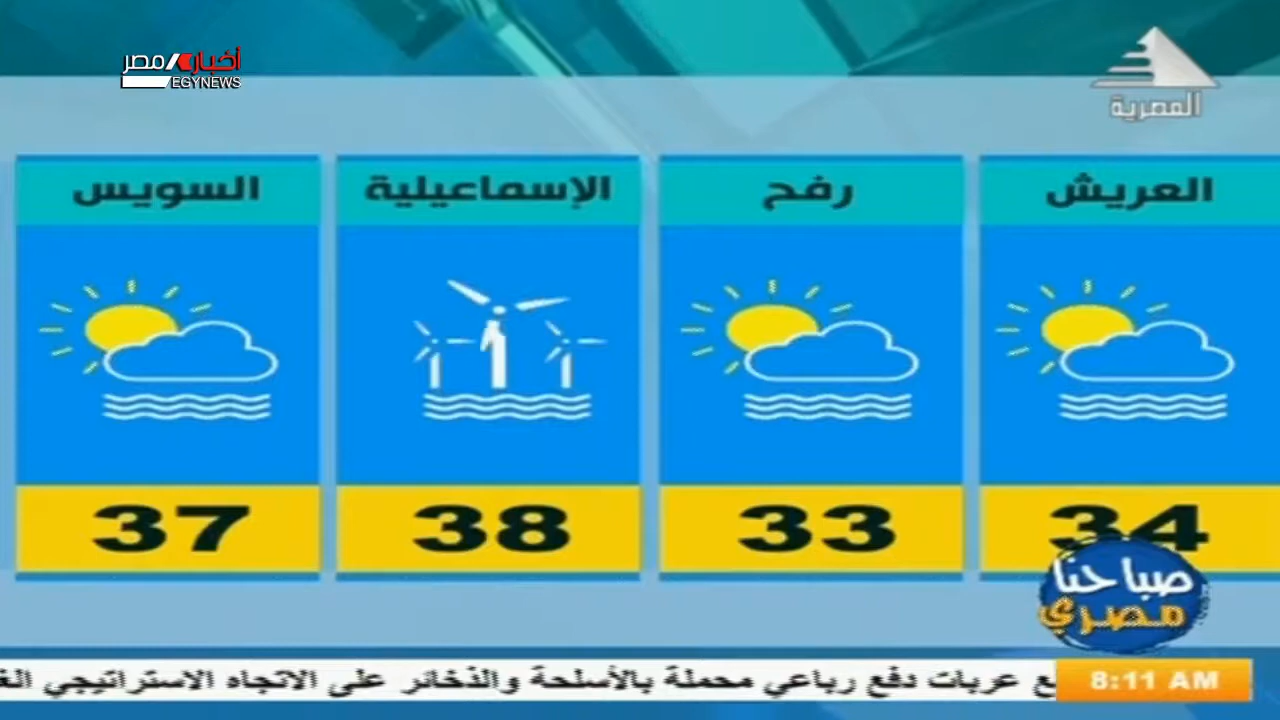 أخبار/مصر
EGYNEWS
المصرية
العريش
رفح
الإسماعيلية
السويس
34
33
38
37
صباحنا
مصري
8:11 AM
عربات دفع رباعي محملة بالأسلحة والذخائر على الاتجاه الاستراتيجي